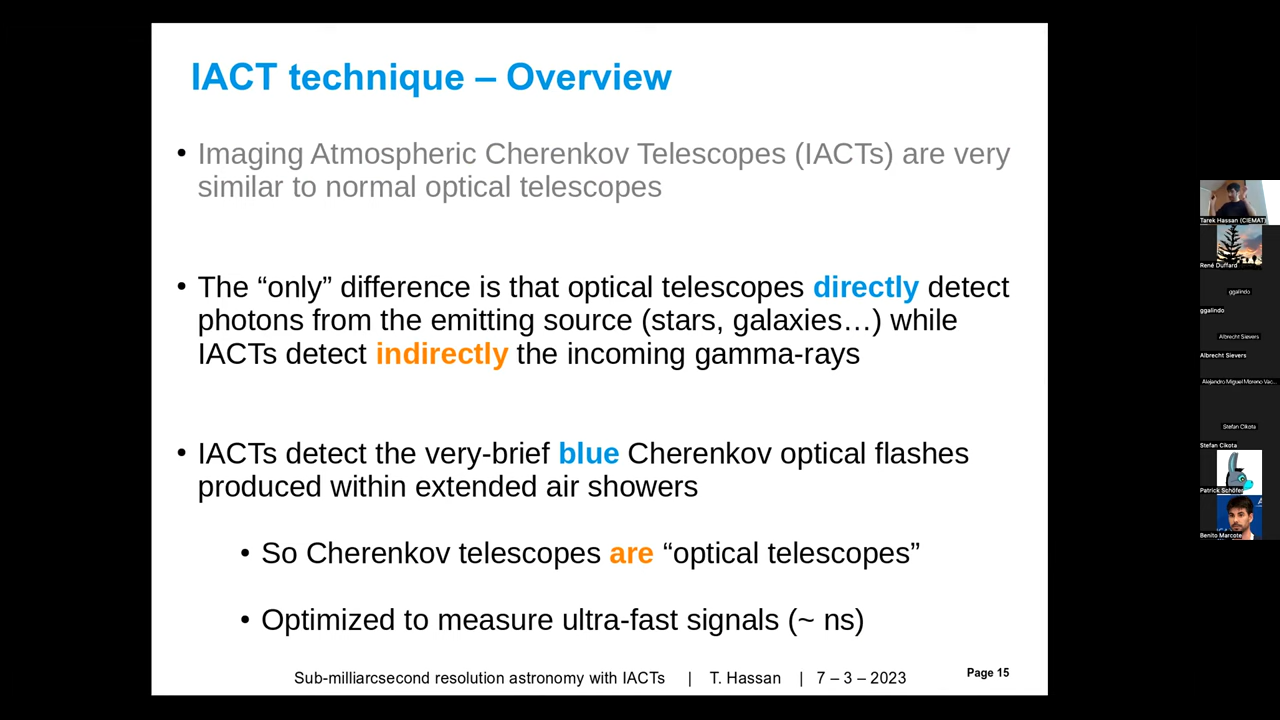 IACT technique – Overview
• Imaging Atmospheric Cherenkov Telescopes (IACTs) are very
similar to normal optical telescopes
• The “only” difference is that optical telescopes directly detect
photons from the emitting source (stars, galaxies…) while
IACTs detect indirectly the incoming gamma-rays
• IACTs detect the very-brief blue Cherenkov optical flashes
produced within extended air showers
• So Cherenkov telescopes are “optical telescopes”
• Optimized to measure ultra-fast signals (~ ns)
Sub-milliarcsecond resolution astronomy with IACTs | T. Hassan | 7 – 3 – 2023
Page 15
Tarek Hassan (CIEMAT)
René Duffard
ggalindo
ggalindo
Albrecht Sievers
Albrecht Sievers
Alejandro Miguel Moreno Vac...
Stefan Cikota
Stefan Cikota
Patrick Schöfer
Benito Marcote